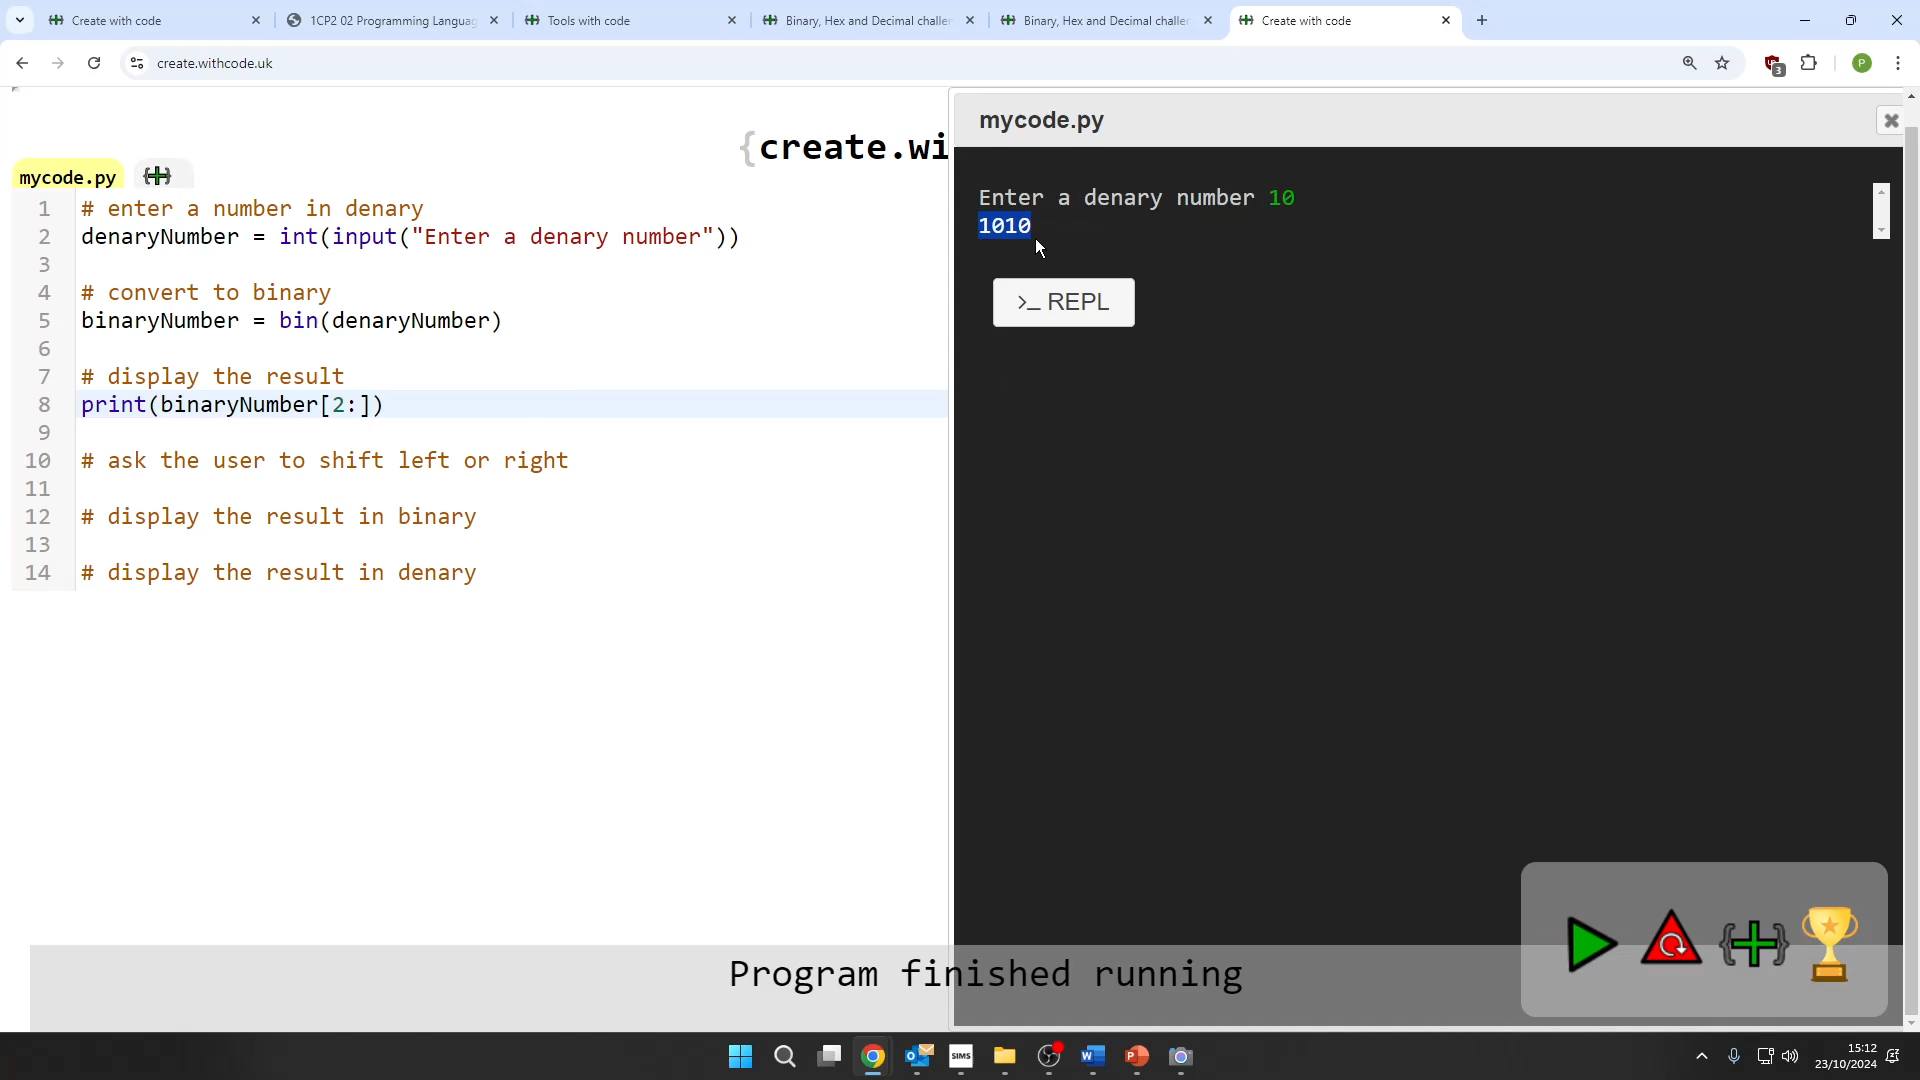 Create with code
1CP2 02 Programming Languag
Tools with code
Binary, Hex and Decimal challen
Binary, Hex and Decimal challen
Create with code
create.withcode.uk
3
P
{create.wi
mycode.py
{+}
1 # enter a number in denary
2 denaryNumber = int(input("Enter a denary number"))
3
4 # convert to binary
5 binaryNumber = bin(denaryNumber)
6
7 # display the result
8 print(binaryNumber[2:])
9
10 # ask the user to shift left or right
11
12 # display the result in binary
13
14 # display the result in denary
mycode.py
Enter a denary number 10
1010
>_ REPL
{+}
Program finished running
SIMS
15:12
23/10/2024